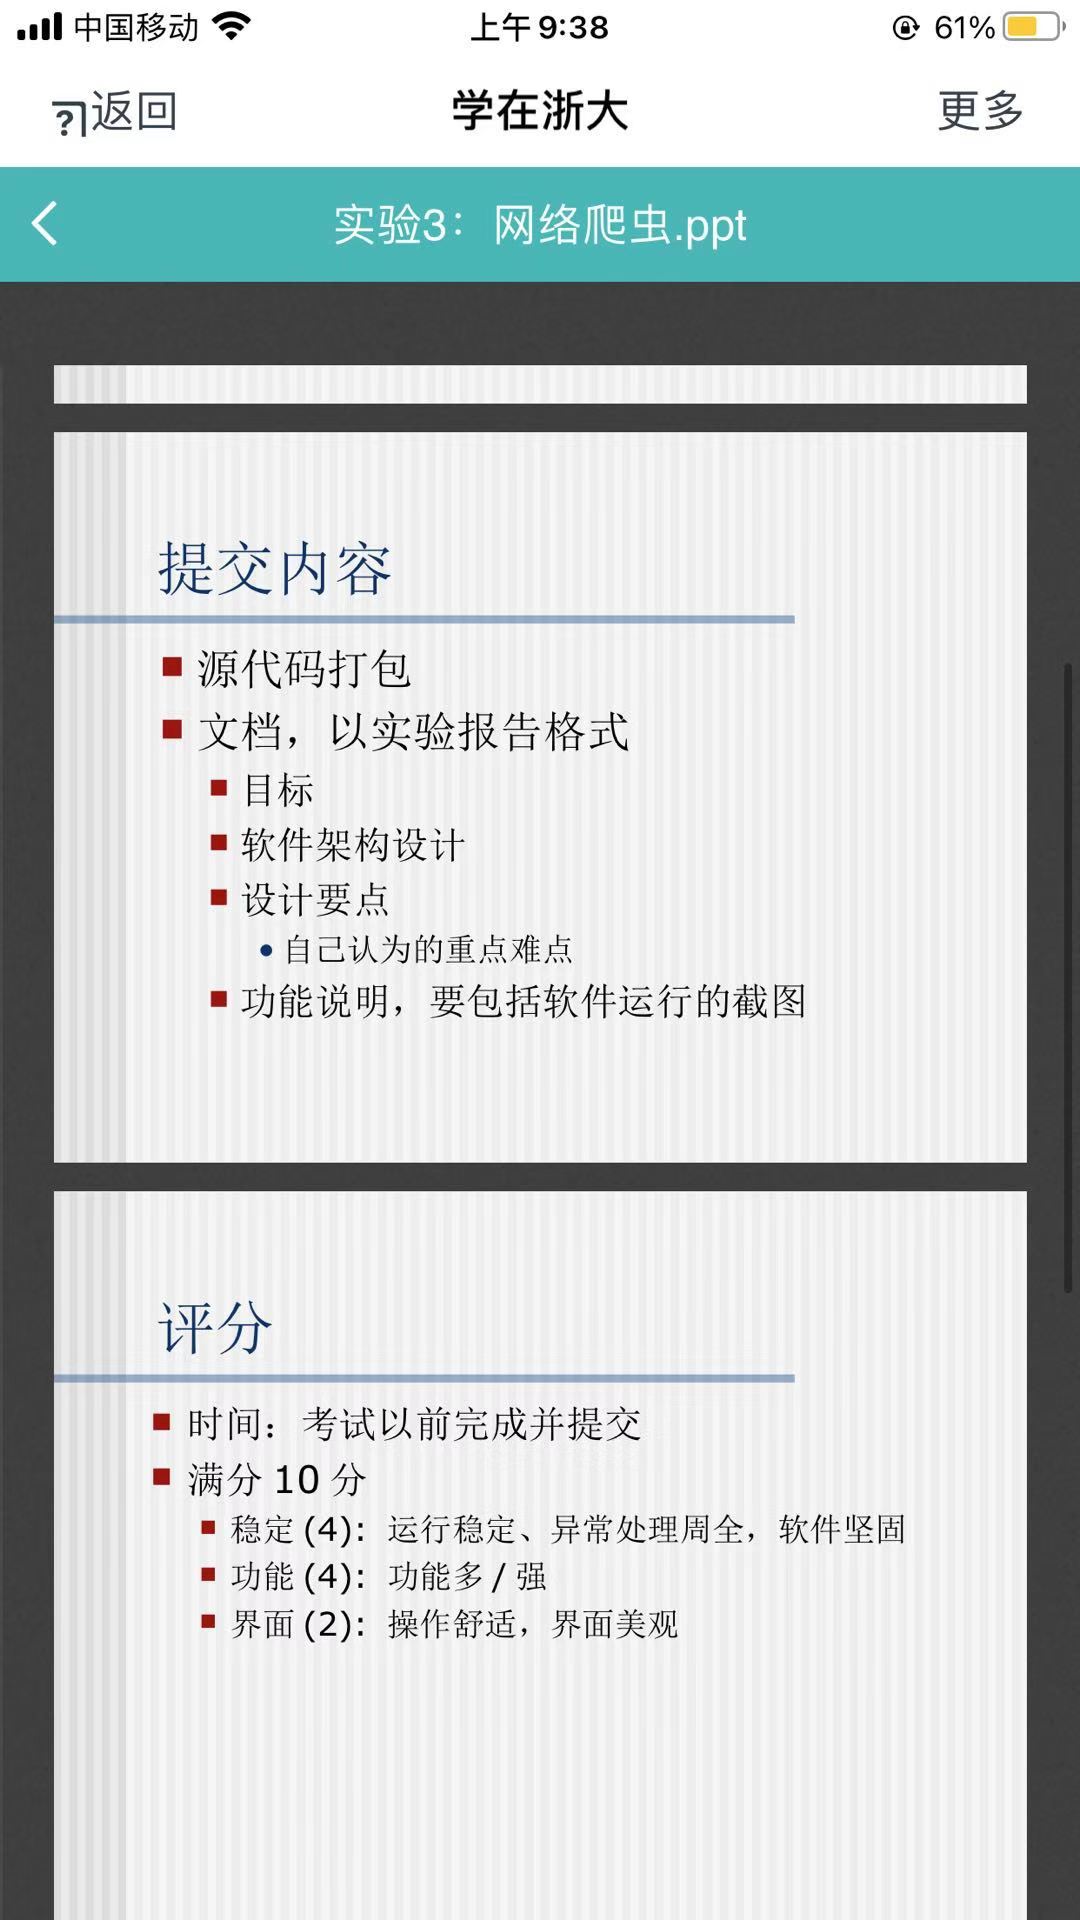 中国移动 上午 9:38 61%
返回 学在浙大 更多
实验3：网络爬虫.ppt
提交内容
源代码打包
文档，以实验报告格式
目标
软件架构设计
设计要点
自己认为的重点难点
功能说明，要包括软件运行的截图
评分
时间：考试以前完成并提交
满分 10 分
稳定 (4)：运行稳定、异常处理周全，软件坚固
功能 (4)：功能多 / 强
界面 (2)：操作舒适，界面美观